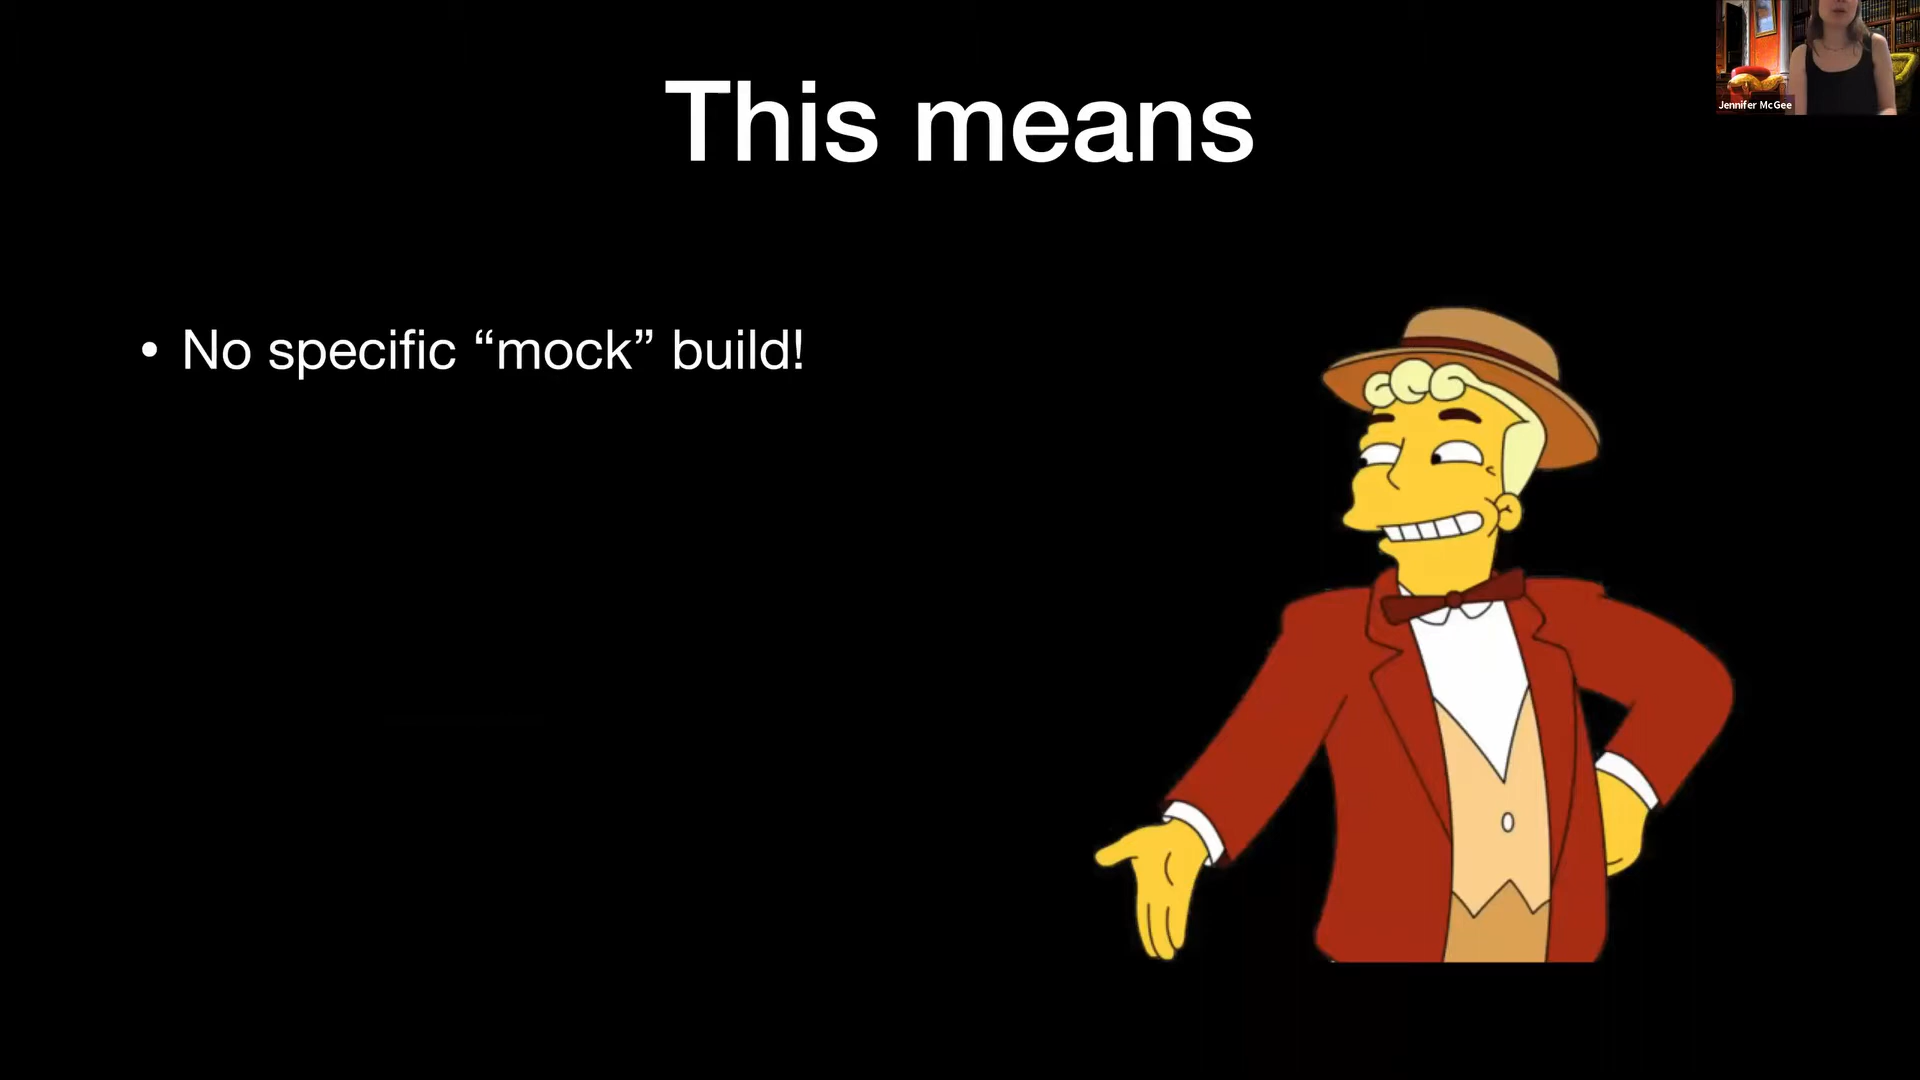 Jennifer McGee
This means
• No specific “mock” build!